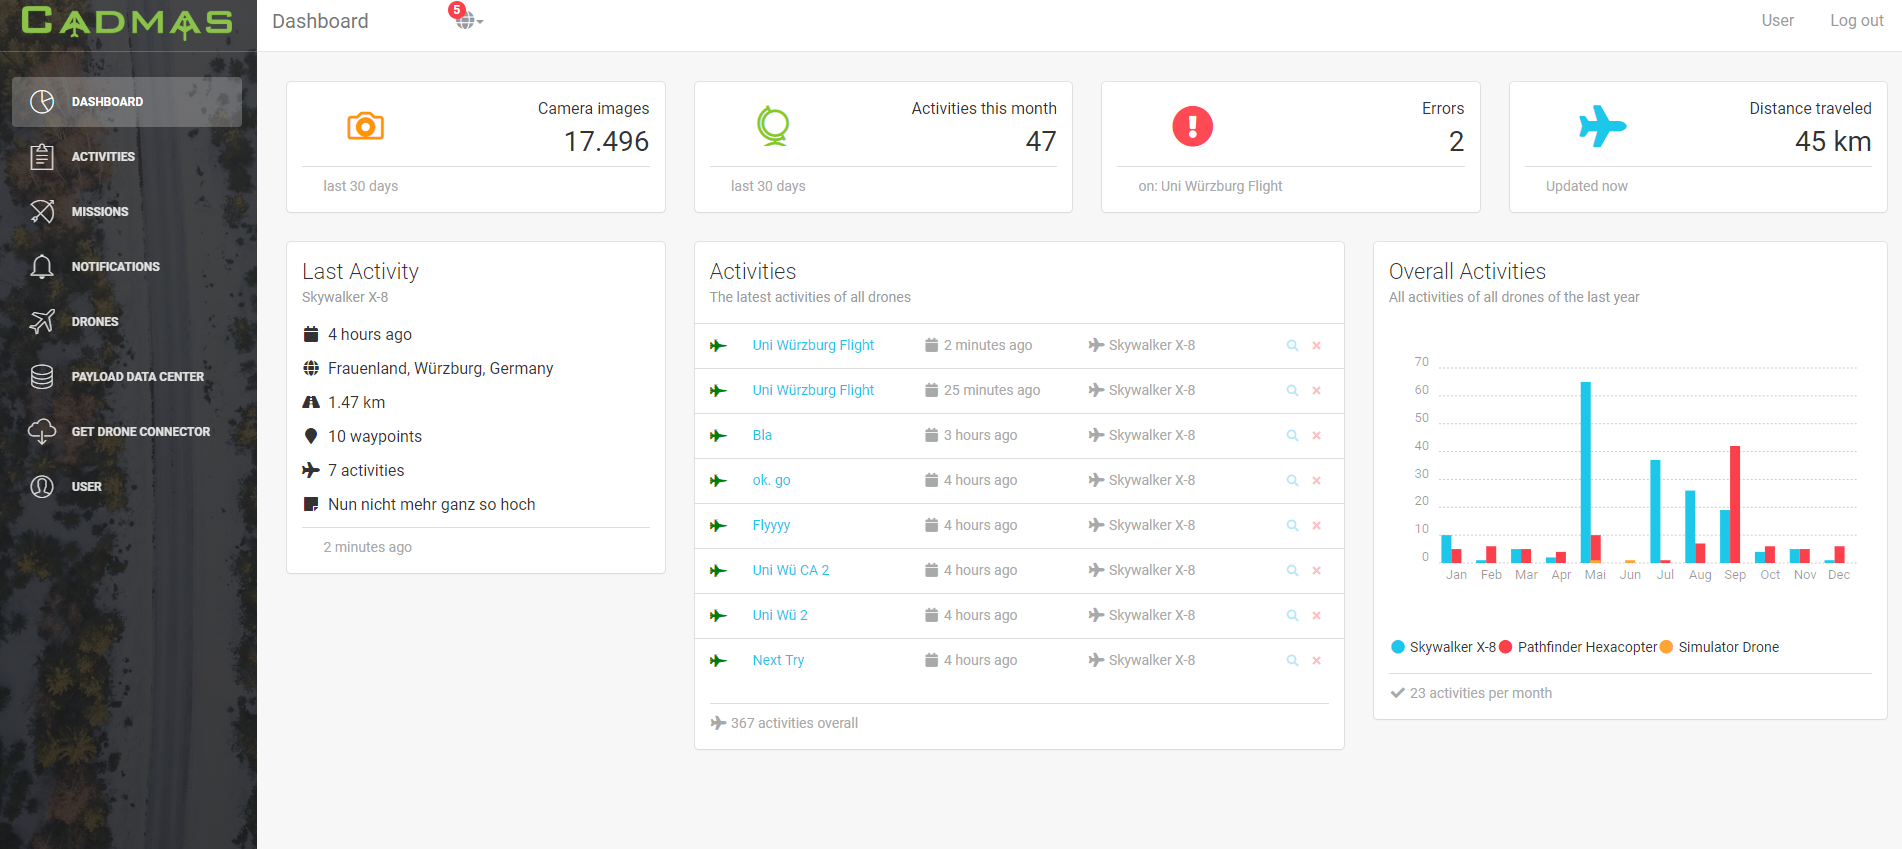 CADMAS
Dashboard
5
User
Log out
DASHBOARD
ACTIVITIES
MISSIONS
NOTIFICATIONS
DRONES
PAYLOAD DATA CENTER
GET DRONE CONNECTOR
USER
Camera images
17.496
last 30 days
Activities this month
47
last 30 days
Errors
2
on: Uni Würzburg Flight
Distance traveled
45 km
Updated now
Last Activity
Skywalker X-8
4 hours ago
Frauenland, Würzburg, Germany
1.47 km
10 waypoints
7 activities
Nun nicht mehr ganz so hoch
2 minutes ago
Activities
The latest activities of all drones
Uni Würzburg Flight 2 minutes ago Skywalker X-8
Uni Würzburg Flight 25 minutes ago Skywalker X-8
Bla 3 hours ago Skywalker X-8
ok. go 4 hours ago Skywalker X-8
Flyyyy 4 hours ago Skywalker X-8
Uni Wü CA 2 4 hours ago Skywalker X-8
Uni Wü 2 4 hours ago Skywalker X-8
Next Try 4 hours ago Skywalker X-8
367 activities overall
Overall Activities
All activities of all drones of the last year
70
60
50
40
30
20
10
0
Jan Feb Mar Apr Mai Jun Jul Aug Sep Oct Nov Dec
Skywalker X-8 Pathfinder Hexacopter Simulator Drone
23 activities per month